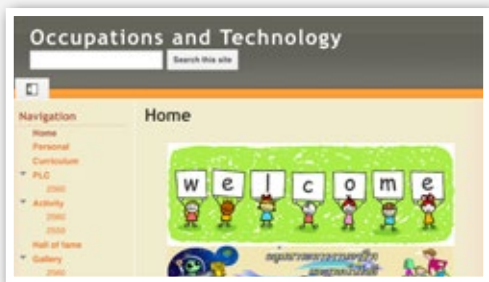 Occupations and Technology
Search this site
Navigation
Home
Personal
Curriculum
PLC
2560
Activity
2560
2559
Hall of fame
Gallery
2560
Home
w e l c o m e